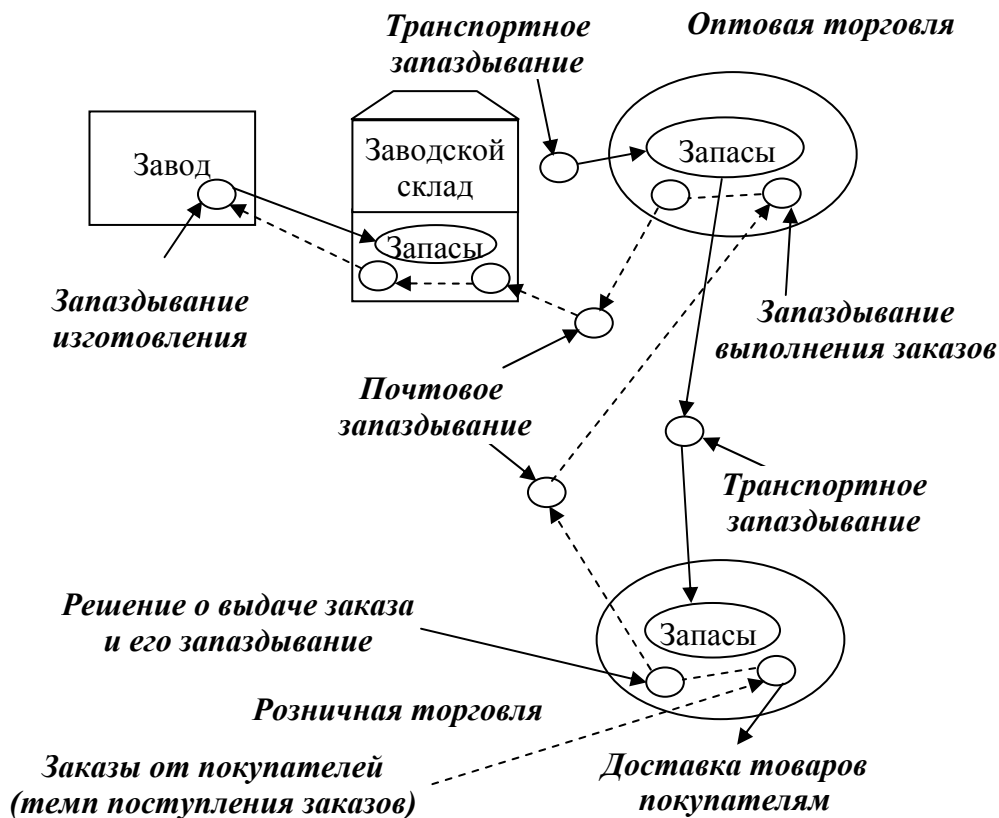 Транспортное
запаздывание
Оптовая торговля
Завод
Заводской
склад
Запасы
Запасы
Запаздывание
изготовления
Запаздывание
выполнения заказов
Почтовое
запаздывание
Транспортное
запаздывание
Решение о выдаче заказа
и его запаздывание
Запасы
Розничная торговля
Заказы от покупателей
(темп поступления заказов)
Доставка товаров
покупателям